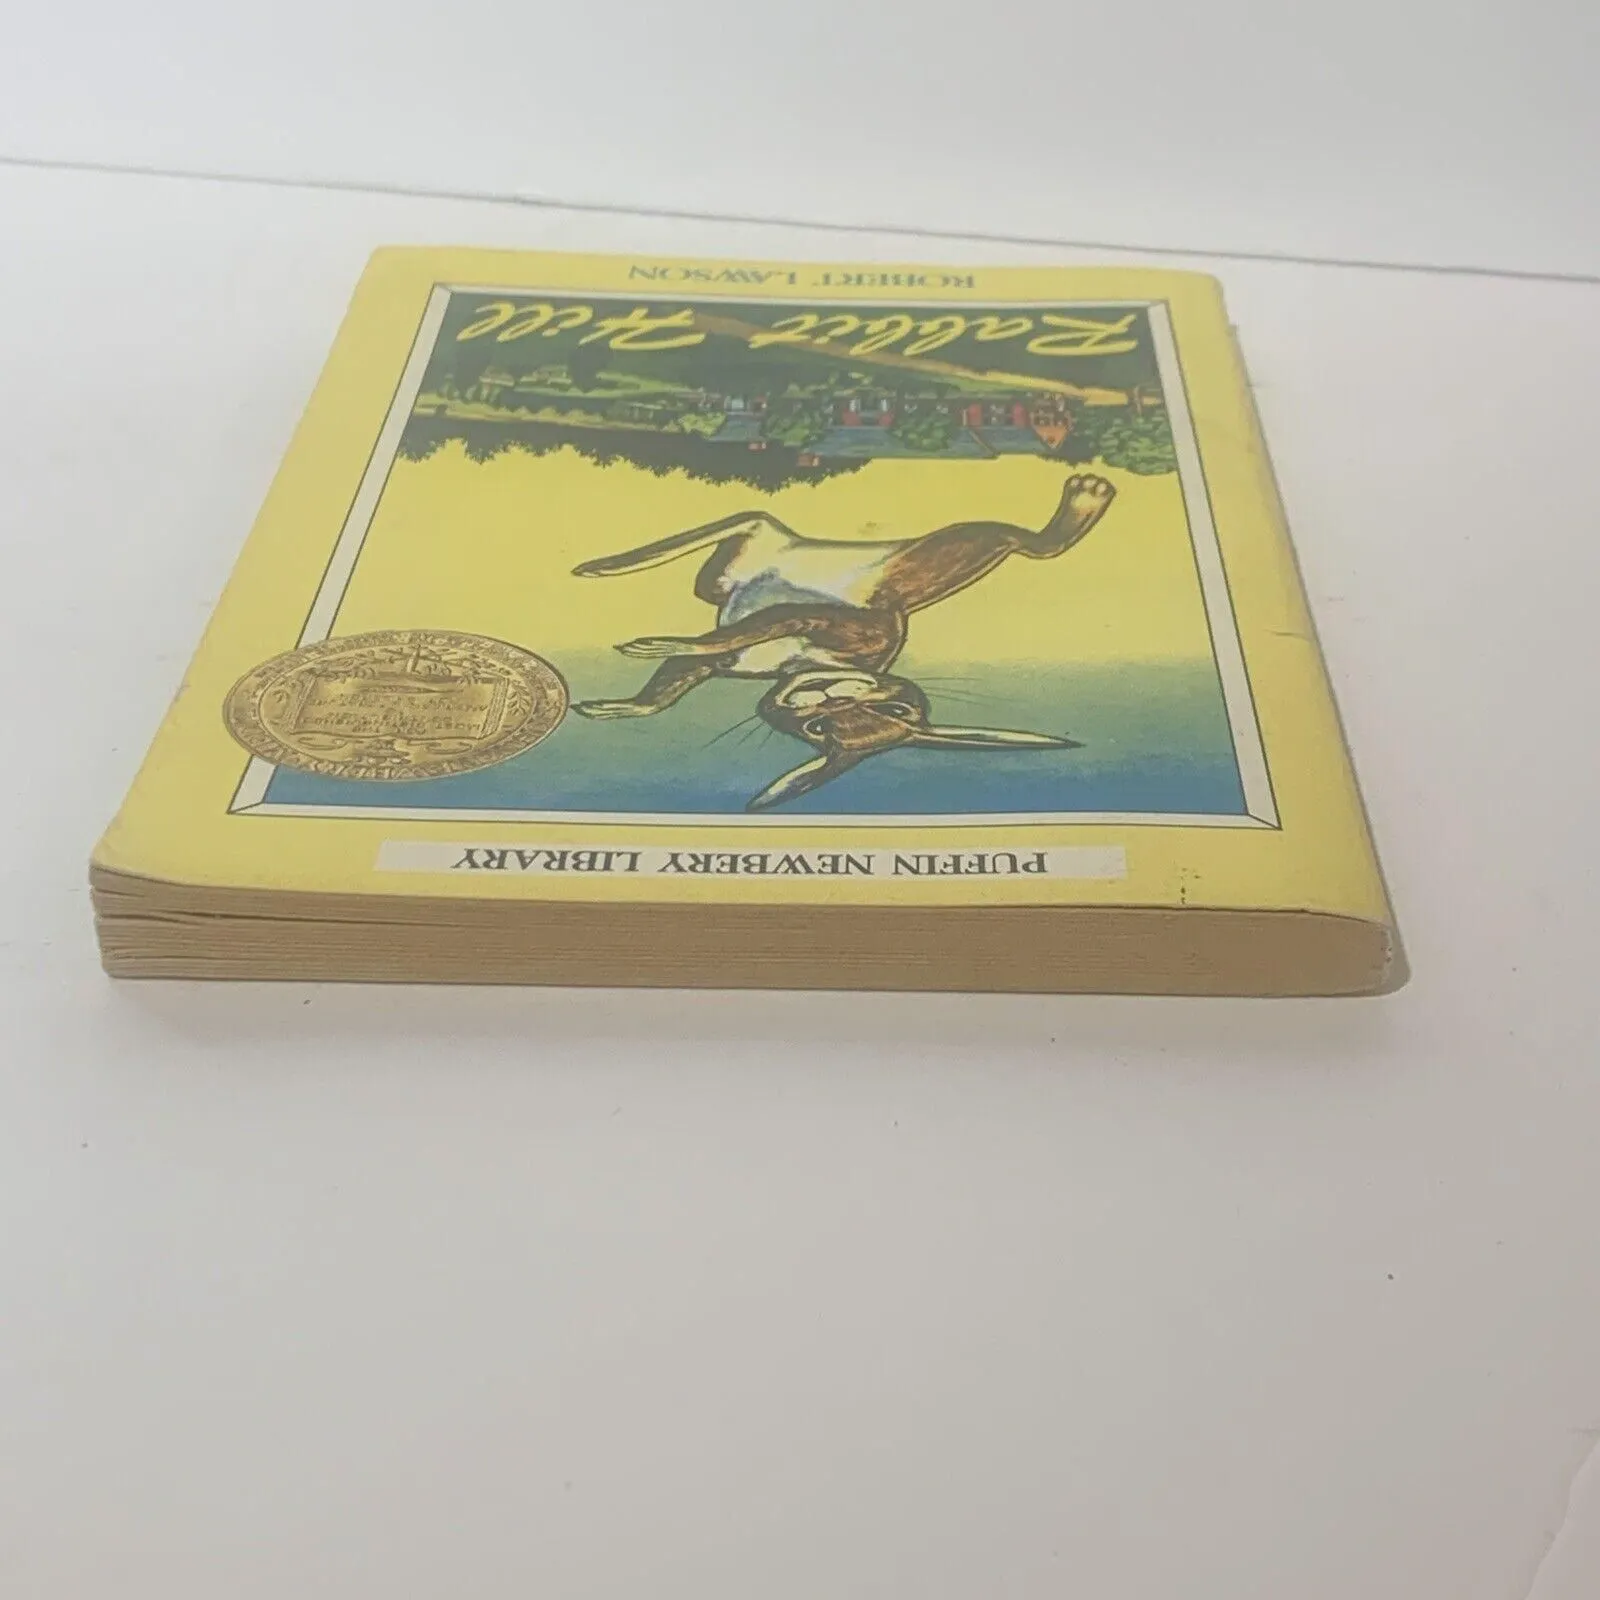 PUFFIN NEWBERY LIBRARY
Rabbit Hill
ROBERT LAWSON